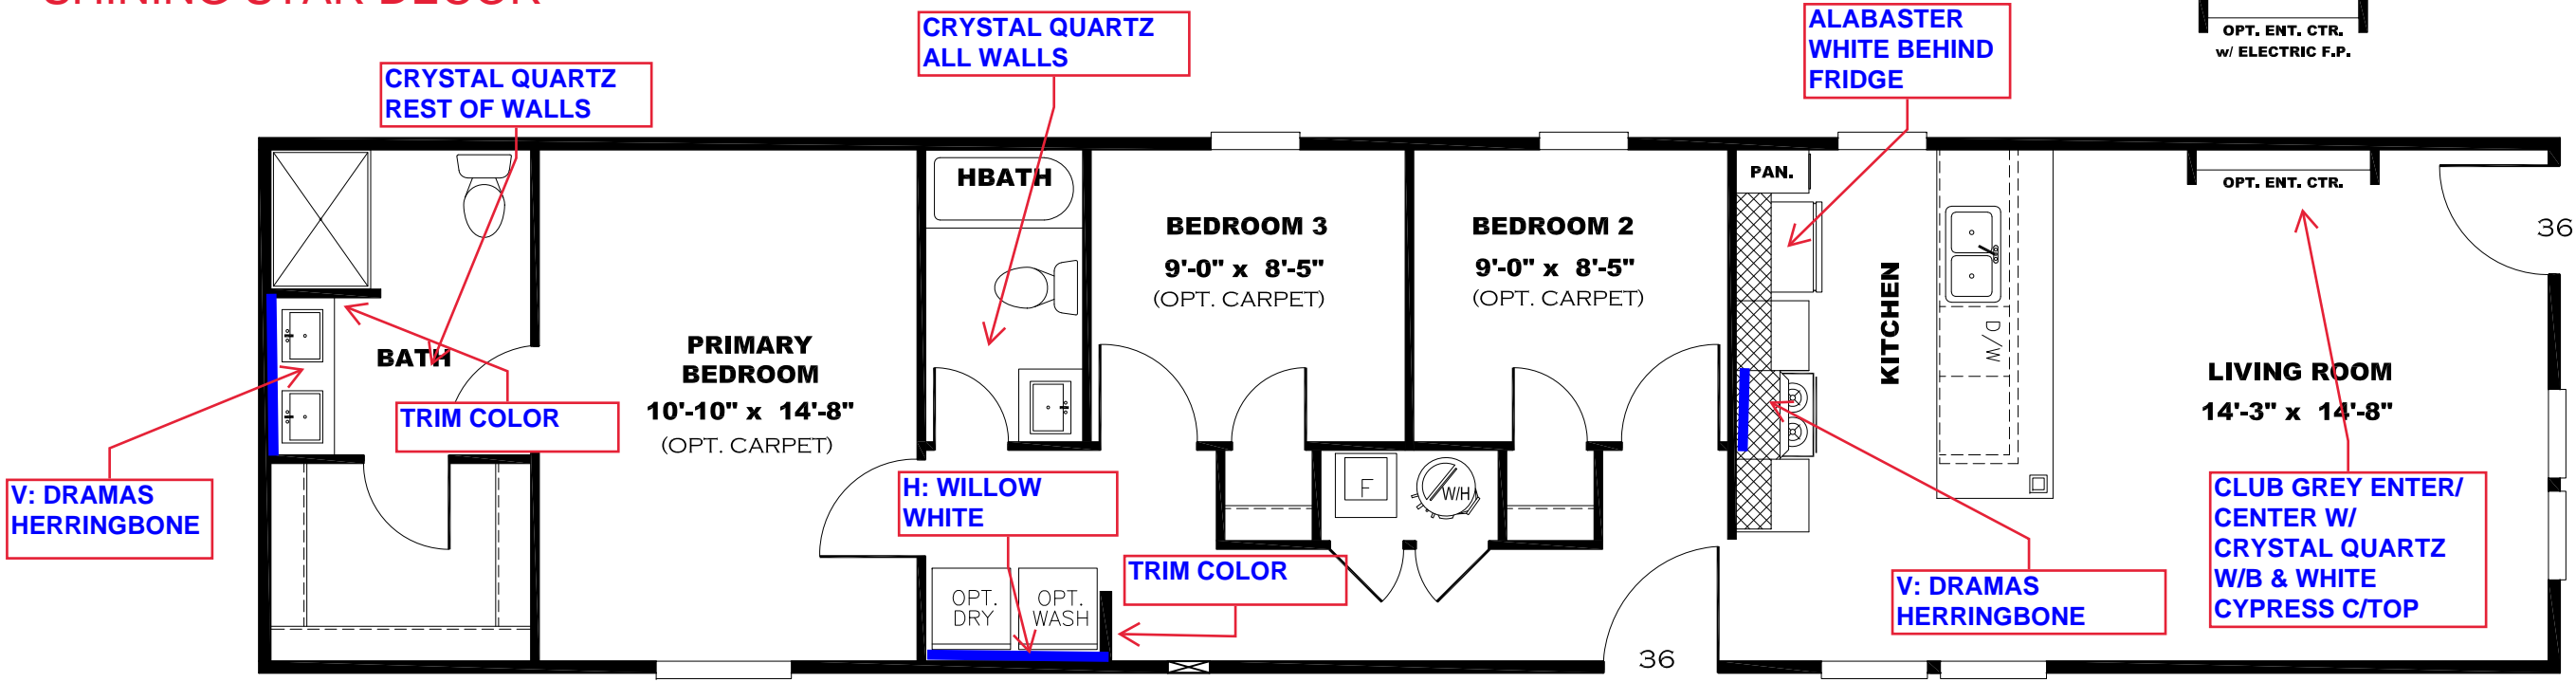 SHINING STAR DECOR
OPT. ENT. CTR.
w/ ELECTRIC F.P.
CRYSTAL QUARTZ
REST OF WALLS
CRYSTAL QUARTZ
ALL WALLS
ALABASTER
WHITE BEHIND
FRIDGE
HBATH
PAN.
OPT. ENT. CTR.
BEDROOM 3
9'-0" x 8'-5"
(OPT. CARPET)
BEDROOM 2
9'-0" x 8'-5"
(OPT. CARPET)
36
KITCHEN
D/W
BATH
PRIMARY
BEDROOM
10'-10" x 14'-8"
(OPT. CARPET)
LIVING ROOM
14'-3" x 14'-8"
TRIM COLOR
V: DRAMAS
HERRINGBONE
H: WILLOW
WHITE
F
W/H
CLUB GREY ENTER/
CENTER W/
CRYSTAL QUARTZ
W/B & WHITE
CYPRESS C/TOP
TRIM COLOR
V: DRAMAS
HERRINGBONE
OPT.
DRY
OPT.
WASH
36